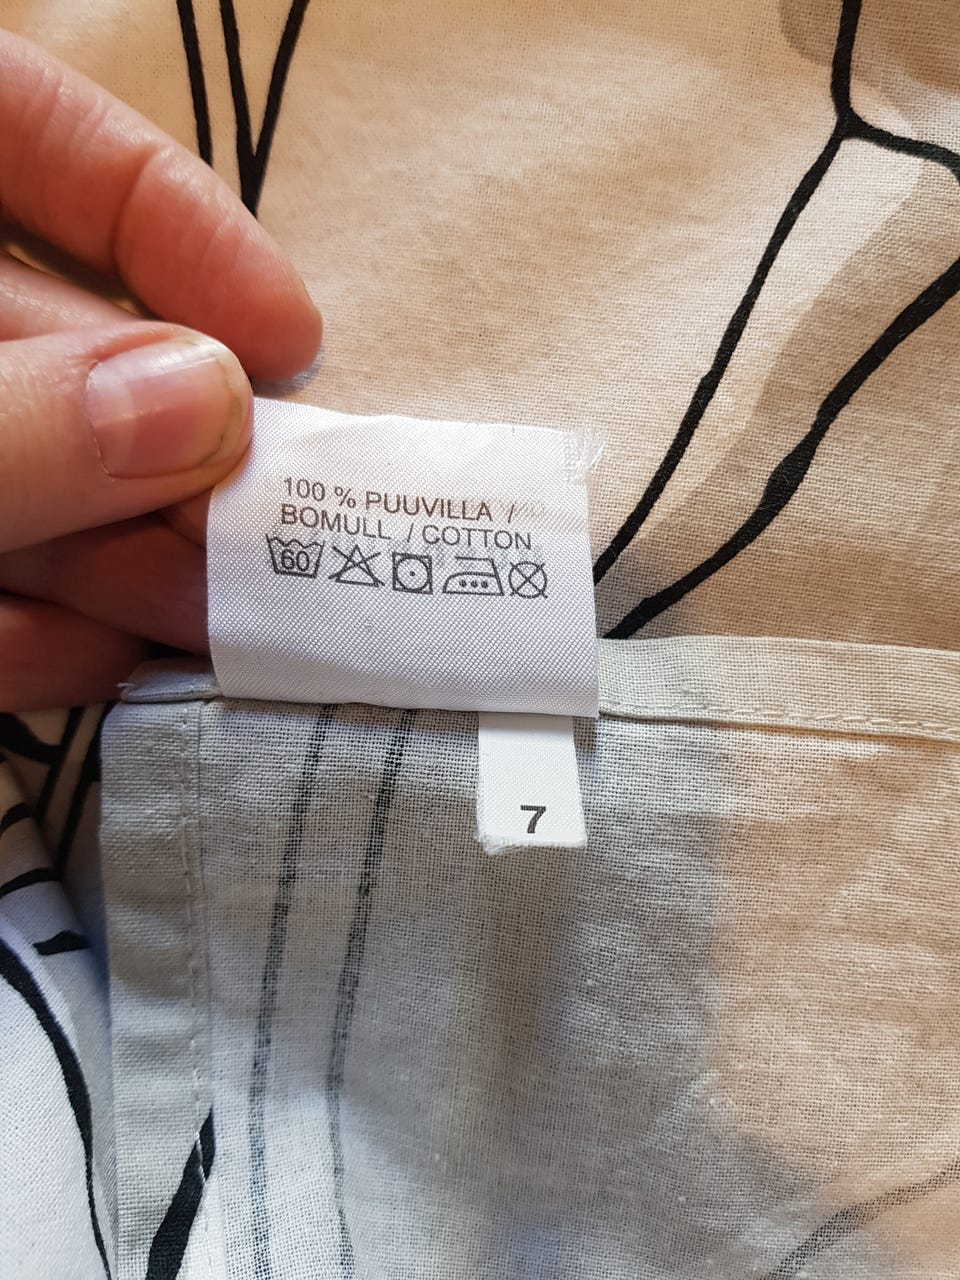 100 % PUUVILLA /
BOMULL / COTTON
60
7